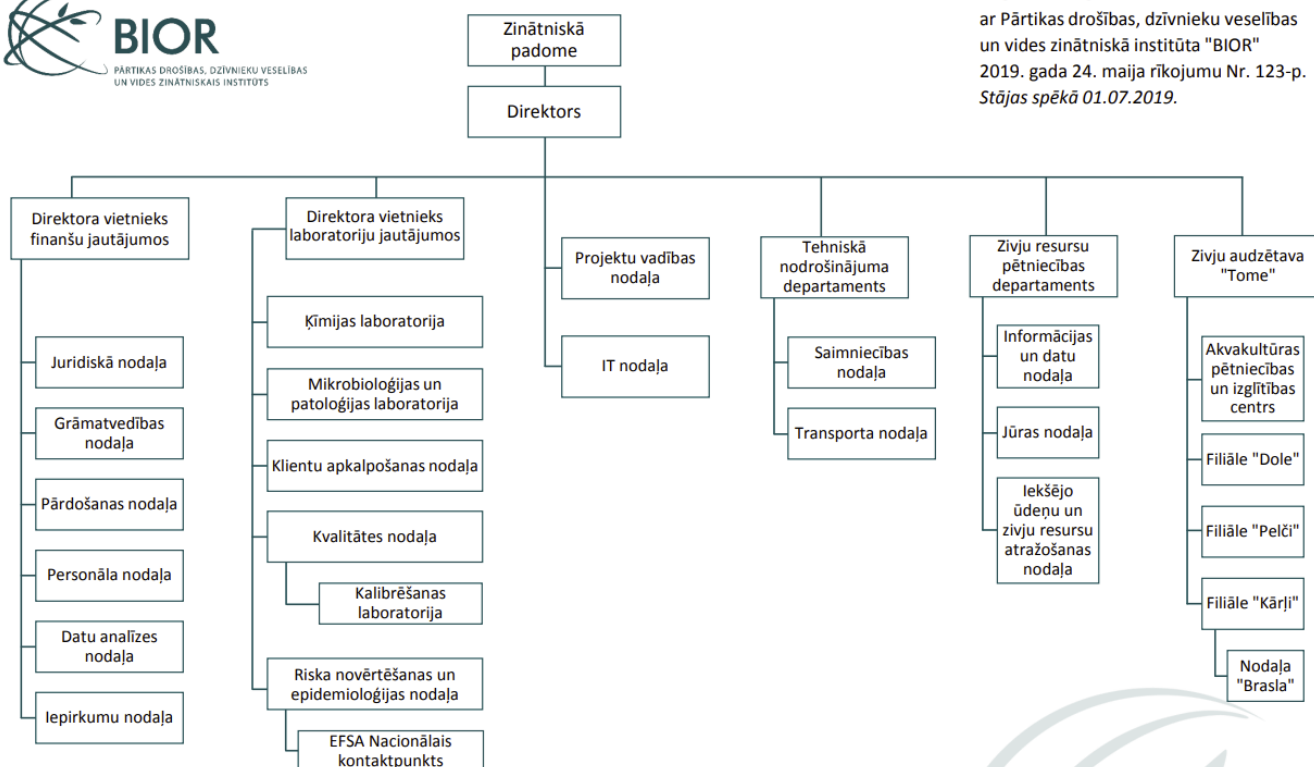 BIOR
PĀRTIKAS DROŠĪBAS, DZĪVNIEKU VESELĪBAS
UN VIDES ZINĀTNISKAIS INSTITŪTS
ar Pārtikas drošības, dzīvnieku veselības
un vides zinātniskā institūta "BIOR"
2019. gada 24. maija rīkojumu Nr. 123-p.
Stājas spēkā 01.07.2019.
Zinātniskā
padome
Direktors
Direktora vietnieks
finanšu jautājumos
Juridiskā nodaļa
Grāmatvedības
nodaļa
Pārdošanas nodaļa
Personāla nodaļa
Datu analīzes
nodaļa
Iepirkumu nodaļa
Direktora vietnieks
laboratoriju jautājumos
Ķīmijas laboratorija
Mikrobioloģijas un
patoloģijas laboratorija
Klientu apkalpošanas nodaļa
Kvalitātes nodaļa
Kalibrēšanas
laboratorija
Riska novērtēšanas un
epidemioloģijas nodaļa
EFSA Nacionālais
kontaktpunkts
Projektu vadības
nodaļa
IT nodaļa
Tehniskā
nodrošinājuma
departaments
Saimniecības
nodaļa
Transporta nodaļa
Zivju resursu
pētniecības
departaments
Informācijas
un datu
nodaļa
Jūras nodaļa
Iekšējo
ūdeņu un
zivju resursu
atražošanas
nodaļa
Zivju audzētava
"Tome"
Akvakultūras
pētniecības
un izglītības
centrs
Filiāle "Dole"
Filiāle "Pelči"
Filiāle "Kārļi"
Nodaļa
"Brasla"